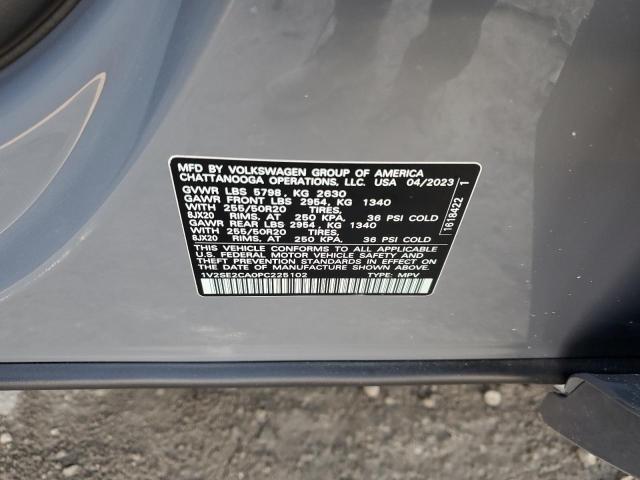 MFD BY VOLKSWAGEN GROUP OF AMERICA
CHATTANOOGA OPERATIONS, LLC. USA 04/2023
GVWR LBS 5798, KG 2630
GAWR FRONT LBS 2954, KG 1340
WITH 255/50R20 TIRES,
8JX20 RIMS, AT 250 KPA, 36 PSI COLD
GAWR REAR LBS 2954, KG 1340
WITH 255/50R20 TIRES,
8JX20 RIMS, AT 250 KPA, 36 PSI COLD
THIS VEHICLE CONFORMS TO ALL APPLICABLE
U.S. FEDERAL MOTOR VEHICLE SAFETY AND
THEFT PREVENTION STANDARDS IN EFFECT ON
THE DATE OF MANUFACTURE SHOWN ABOVE.
1V2SE2CA0PC225102 TYPE: MPV
1618422 1